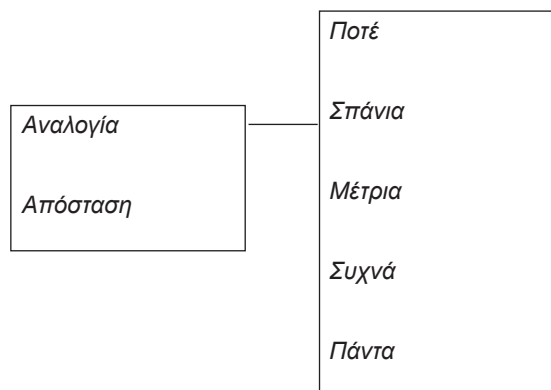 Αναλογία
Απόσταση
Ποτέ
Σπάνια
Μέτρια
Συχνά
Πάντα